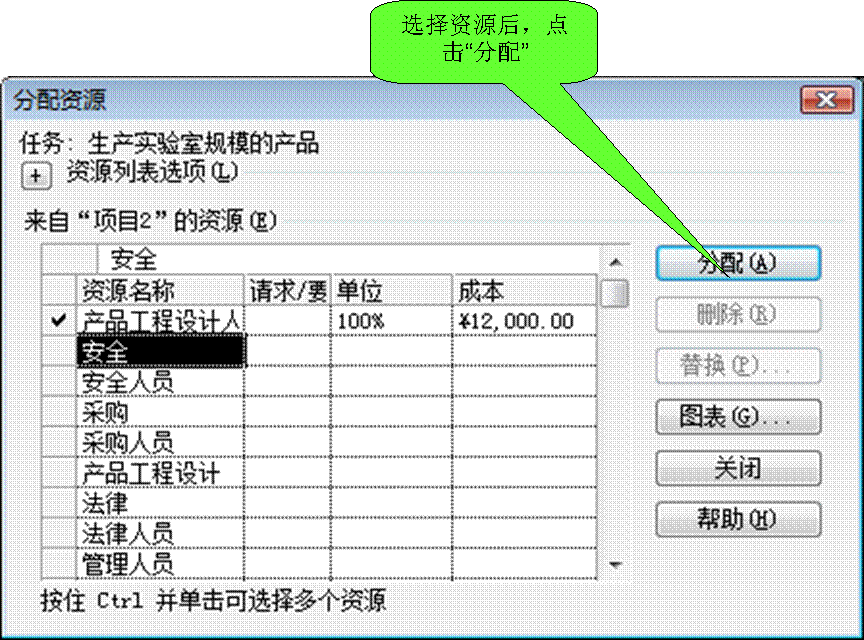 选择资源后，点
击“分配”
分配资源
任务: 生产实验室规模的产品
+ 资源列表选项(L)
来自“项目2”的资源(E)
安全
资源名称 请求/要 单位 成本
产品工程设计人 100% ¥12,000.00
安全
安全人员
采购
采购人员
产品工程设计
法律
法律人员
管理人员
分配(A)
删除(R)
替换(P)...
图表(G)...
关闭
帮助(H)
按住 Ctrl 并单击可选择多个资源